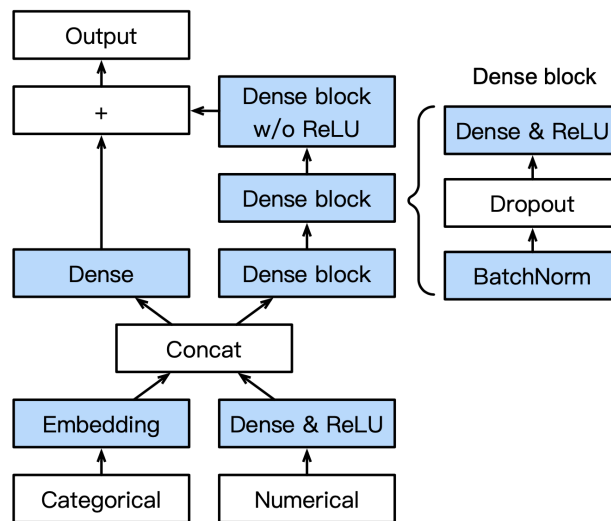 Output
+
Dense block
w/o ReLU
Dense block
Dense & ReLU
Dropout
BatchNorm
Dense block
Dense
Dense block
Concat
Embedding
Dense & ReLU
Categorical
Numerical